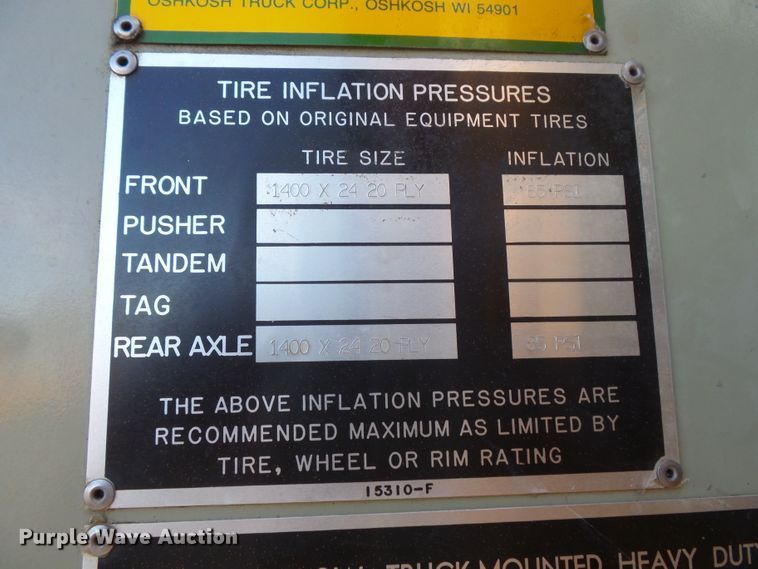 OSHKOSH TRUCK CORP., OSHKOSH WI 54901
TIRE INFLATION PRESSURES
BASED ON ORIGINAL EQUIPMENT TIRES
TIRE SIZE INFLATION
FRONT 1400 X 24 20 PLY PSI
PUSHER
TANDEM
TAG
REAR AXLE 1400 X 24 20 PLY PSI
THE ABOVE INFLATION PRESSURES ARE
RECOMMENDED MAXIMUM AS LIMITED BY
TIRE, WHEEL OR RIM RATING
15310-F
Purple Wave Auction
TRUCK-MOUNTED HEAVY DUTY